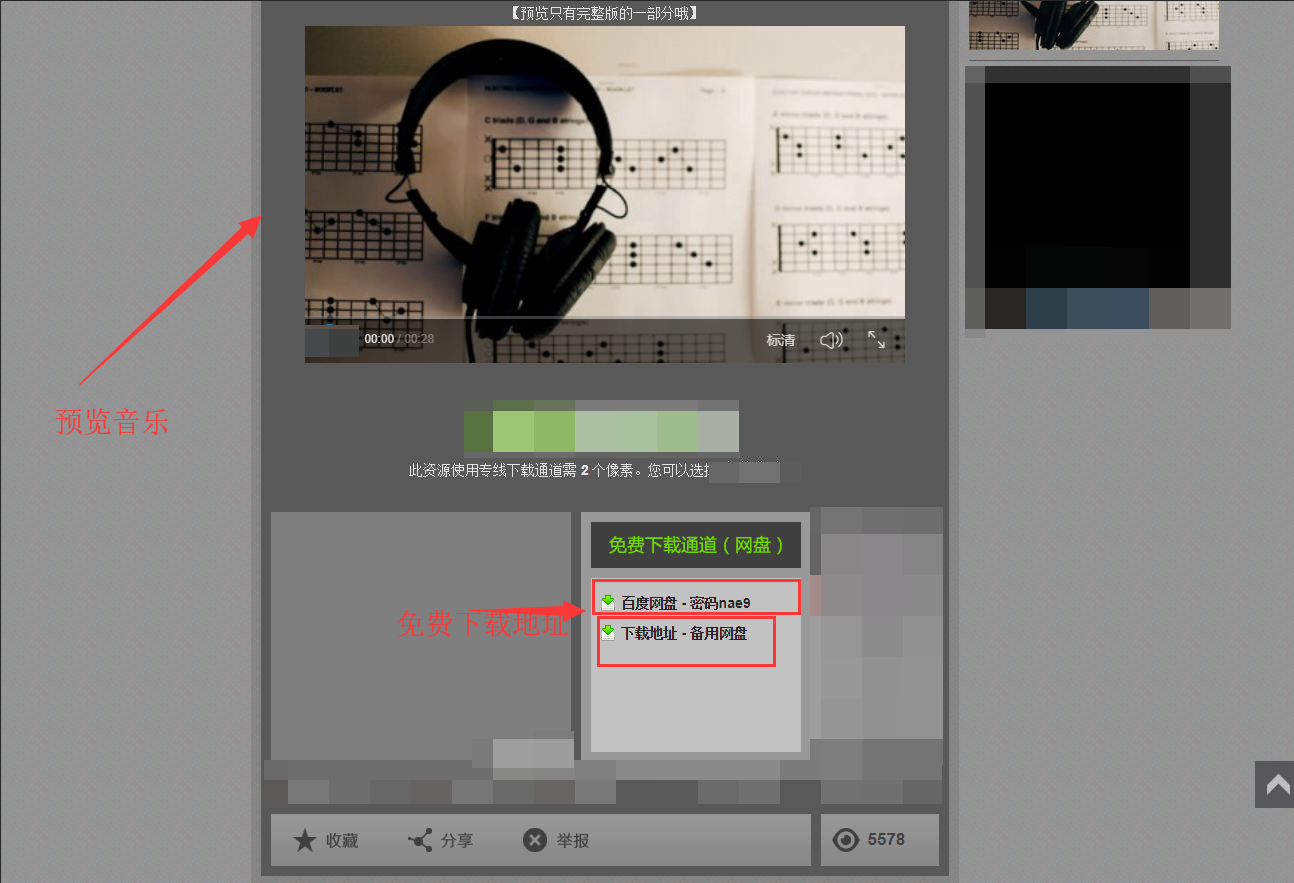 【预览只有完整版的一部分哦】
C triads (D, G and B strings)
00:00 / 00:28
标清
预览音乐
此资源使用专线下载通道需 2 个像素。您可以选择
免费下载通道（网盘）
百度网盘 - 密码nae9
免费下载地址
下载地址 - 备用网盘
收藏
分享
举报
5578